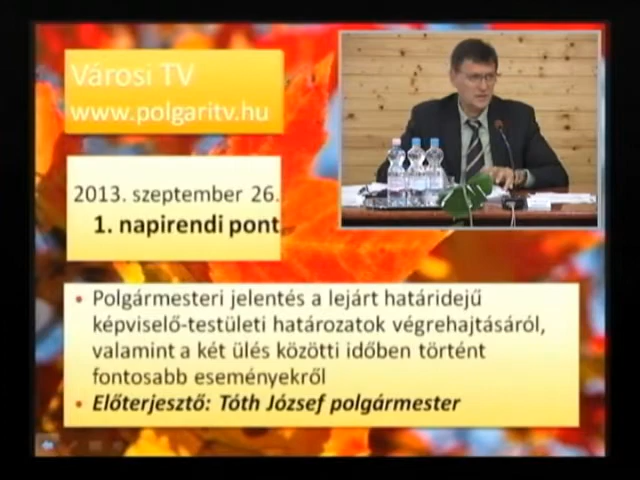 Városi TV
www.polgaritv.hu
2013. szeptember 26.
1. napirendi pont
• Polgármesteri jelentés a lejárt határidejű
képviselő-testületi határozatok végrehajtásáról,
valamint a két ülés közötti időben történt
fontosabb eseményekről
• Előterjesztő: Tóth József polgármester